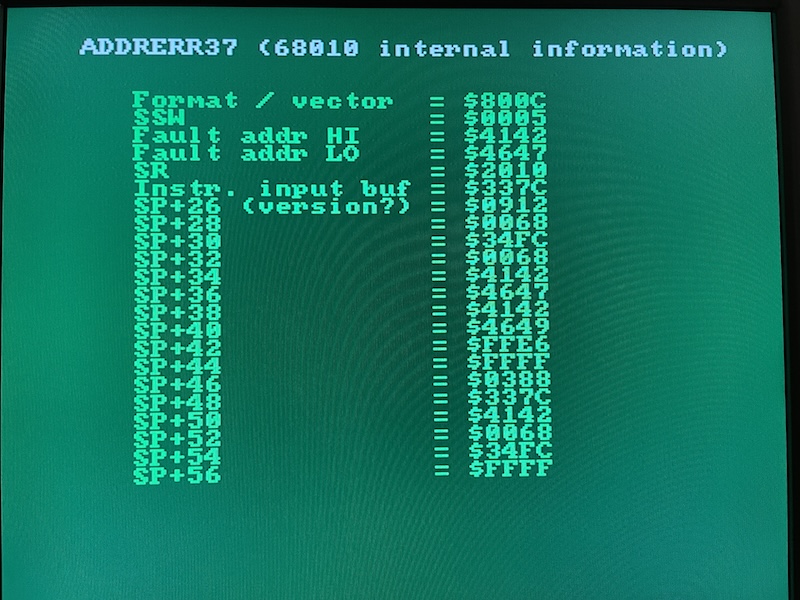 ADDRERR37 (68010 internal information)
Format / vector = $800C
SSW = $0005
Fault addr HI = $4142
Fault addr LO = $4647
SR = $2010
Instr. input buf = $337C
SP+26 (version?) = $0912
SP+28 = $0068
SP+30 = $34FC
SP+32 = $0068
SP+34 = $4142
SP+36 = $4647
SP+38 = $4142
SP+40 = $4649
SP+42 = $FFE6
SP+44 = $FFFF
SP+46 = $0388
SP+48 = $337C
SP+50 = $4142
SP+52 = $0068
SP+54 = $34FC
SP+56 = $FFFF